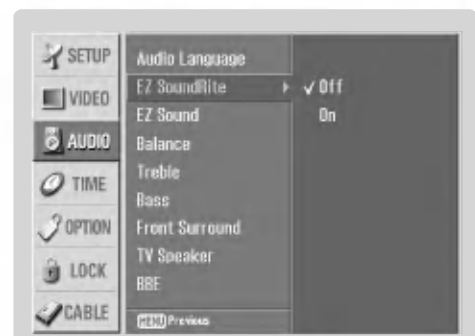 SETUP
VIDEO
AUDIO
TIME
OPTION
LOCK
CABLE
Audio Language
EZ SoundRite
EZ Sound
Balance
Treble
Bass
Front Surround
TV Speaker
BBE
MENU Previous
Off
On